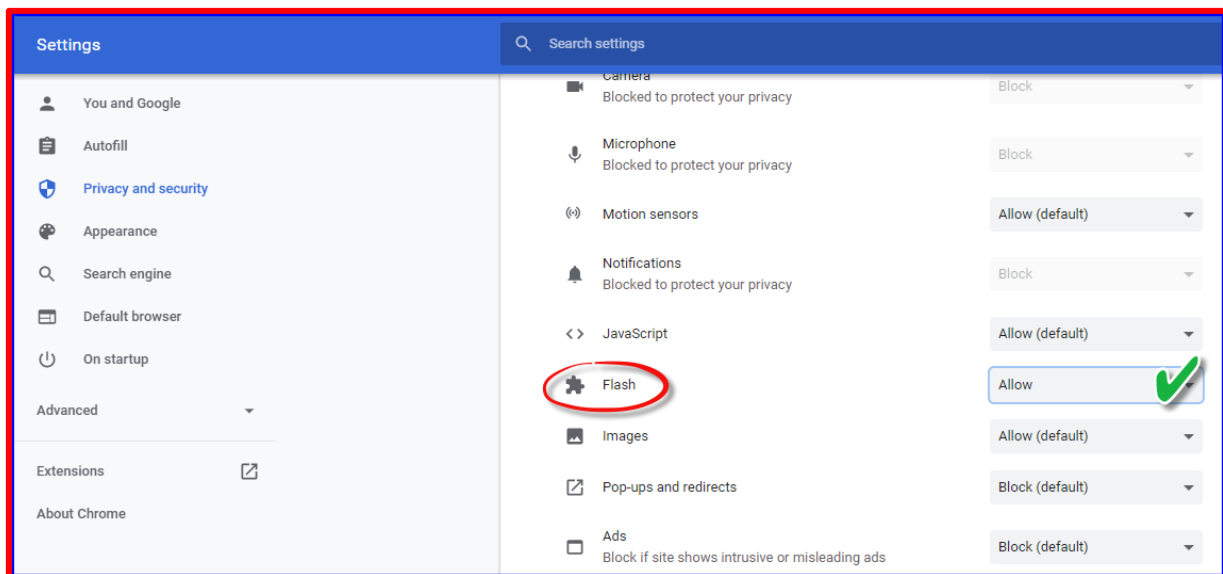 Settings
Search settings
You and Google
Autofill
Privacy and security
Appearance
Search engine
Default browser
On startup
Advanced
Extensions
About Chrome
Camera
Blocked to protect your privacy
Block
Microphone
Blocked to protect your privacy
Block
Motion sensors
Allow (default)
Notifications
Blocked to protect your privacy
Block
JavaScript
Allow (default)
Flash
Allow
Images
Allow (default)
Pop-ups and redirects
Block (default)
Ads
Block if site shows intrusive or misleading ads
Block (default)